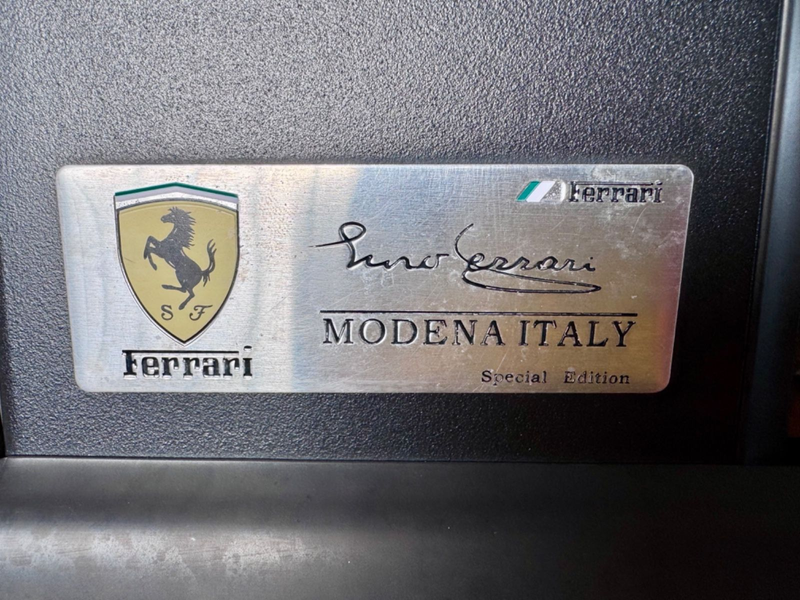 Ferrari
Enzo Ferrari
MODENA ITALY
Special Edition
S F
Ferrari